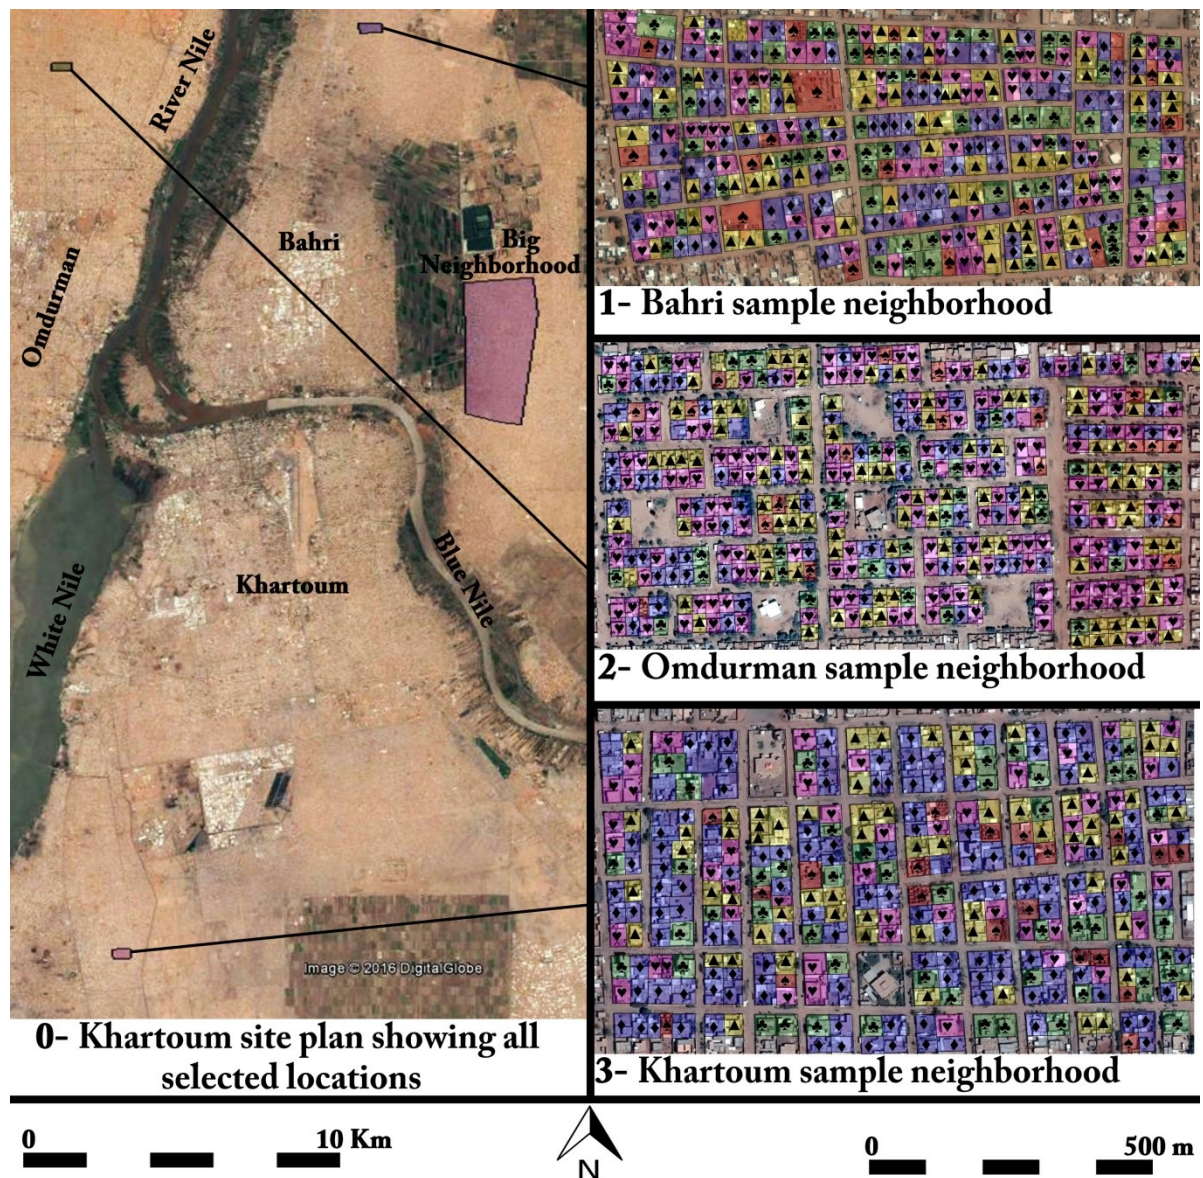 River Nile
Omdurman
Bahri
Big
Neighborhood
White Nile
Khartoum
Blue Nile
Image © 2016 DigitalGlobe
0- Khartoum site plan showing all
selected locations
1- Bahri sample neighborhood
2- Omdurman sample neighborhood
3- Khartoum sample neighborhood
0 10 Km
N
0 500 m